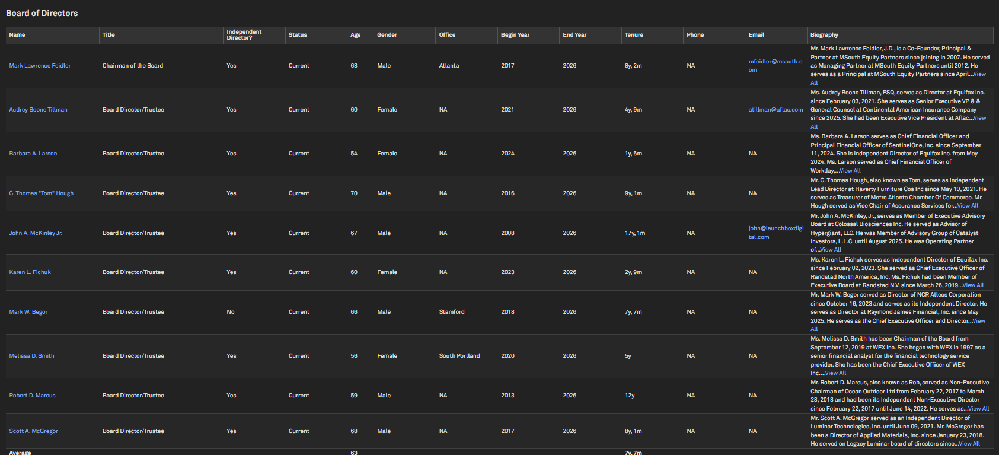 Board of Directors
Name Title Independent Director? Status Age Gender Office Begin Year End Year Tenure Phone Email Biography
Mark Lawrence Feidler Chairman of the Board Yes Current 68 Male Atlanta 2017 2026 8y, 2m NA mfeidler@msouth.c
om
Mr. Mark Lawrence Feidler, J.D., is a Co-Founder, Principal &
Partner at MSouth Equity Partners since joining in 2007. He served
as Managing Partner at MSouth Equity Partners until 2012. He
serves as a Principal at MSouth Equity Partners since April...View
All
Audrey Boone Tillman Board Director/Trustee Yes Current 60 Female NA 2021 2026 4y, 9m NA atillman@aflac.com
Ms. Audrey Boone Tillman, ESQ, serves as Director at Equifax Inc.
since February 03, 2021. She serves as Senior Executive VP & &
General Counsel at Continental American Insurance Company
since 2025. She had been Executive Vice President at Aflac...View
All
Barbara A. Larson Board Director/Trustee Yes Current 54 Female NA 2024 2026 1y, 6m NA NA
Ms. Barbara A. Larson serves as Chief Financial Officer and
Principal Financial Officer of SentinelOne, Inc. since September
11, 2024. She is Independent Director of Equifax Inc. from May
2024. Ms. Larson served as Chief Financial Officer of
Workday,...View All
G. Thomas "Tom" Hough Board Director/Trustee Yes Current 70 Male NA 2016 2026 9y, 1m NA NA
Mr. G. Thomas Hough, also known as Tom, serves as Independent
Lead Director at Haverty Furniture Cos Inc since May 10, 2021. He
serves as Treasurer of Metro Atlanta Chamber Of Commerce. Mr.
Hough served as Vice Chair of Assurance Services for...View All
John A. McKinley Jr. Board Director/Trustee Yes Current 67 Male NA 2008 2026 17y, 1m NA john@launchboxdigi
tal.com
Mr. John A. McKinley, Jr., serves as Member of Executive Advisory
Board at Colossal Biosciences Inc. He served as Advisor of
Hypergiant, LLC. He was Member of Advisory Group of Catalyst
Investors, L.L.C. until August 2025. He was Operating Partner
of...View All
Karen L. Fichuk Board Director/Trustee Yes Current 60 Female NA 2023 2026 2y, 9m NA NA
Ms. Karen L. Fichuk serves as Independent Director of Equifax Inc.
since February 02, 2023. She served as Chief Executive Officer of
Randstad North America, Inc. Ms. Fichuk had been Member of
Executive Board at Randstad N.V. since March 26, 2019...View All
Mark W. Begor Board Director/Trustee No Current 66 Male Stamford 2018 2026 7y, 7m NA NA
Mr. Mark W. Begor served as Director of NCR Atleos Corporation
since October 16, 2023 and serves as its Independent Director. He
serves as Director at Raymond James Financial, Inc. since May
2025. He serves as the Chief Executive Officer and Director...View
All
Melissa D. Smith Board Director/Trustee Yes Current 56 Female South Portland 2020 2026 5y NA NA
Ms. Melissa D. Smith has been Chairman of the Board from
September 12, 2019 at WEX Inc. She began with WEX in 1997 as a
senior financial analyst for the financial technology service
provider. She has been the Chief Executive Officer of WEX
Inc....View All
Robert D. Marcus Board Director/Trustee Yes Current 59 Male NA 2013 2026 12y NA NA
Mr. Robert D. Marcus, also known as Rob, served as Non-Executive
Chairman of Ocean Outdoor Ltd from February 22, 2017 to March
28, 2018 and had been its Independent Non-Executive Director
since February 22, 2017 until June 14, 2022. He serves as...View All
Scott A. McGregor Board Director/Trustee Yes Current 68 Male NA 2017 2026 8y, 1m NA NA
Mr. Scott A. McGregor served as an Independent Director of
Luminar Technologies, Inc. until June 09, 2021. Mr. McGregor has
been a Director of Applied Materials, Inc. since January 23, 2018.
He served on Legacy Luminar board of directors since...View All
Average 63 7y, 7m